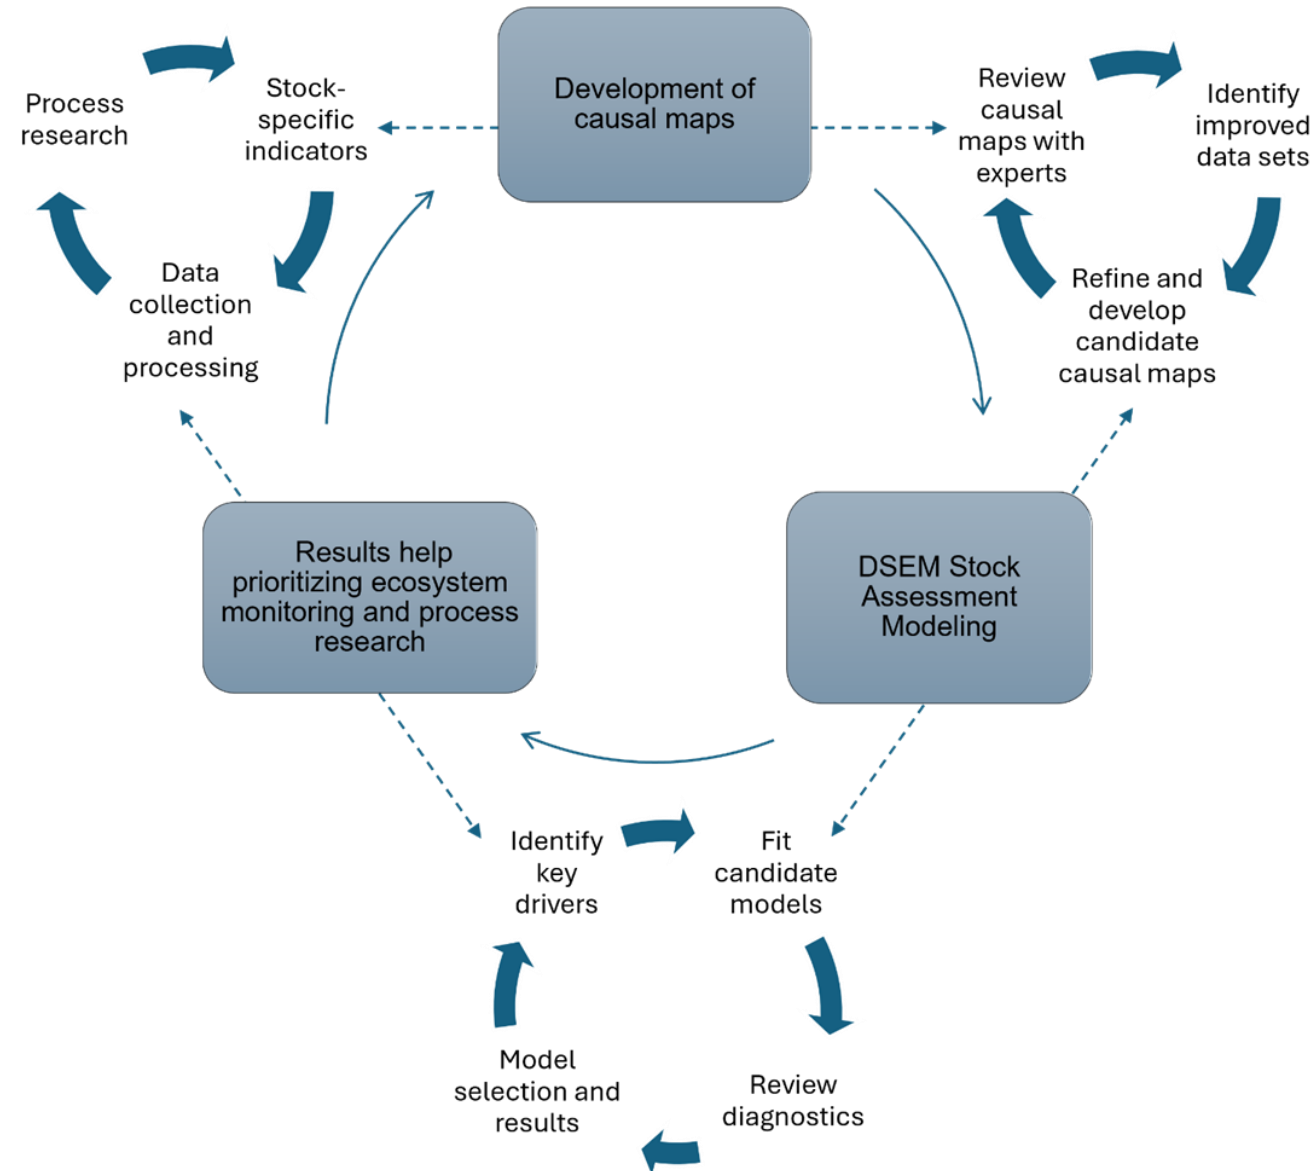 Development of
causal maps
Process
research
Stock-
specific
indicators
Data
collection
and
processing
Review
causal
maps with
experts
Identify
improved
data sets
Refine and
develop
candidate
causal maps
Results help
prioritizing ecosystem
monitoring and process
research
DSEM Stock
Assessment
Modeling
Identify
key
drivers
Fit
candidate
models
Review
diagnostics
Model
selection and
results